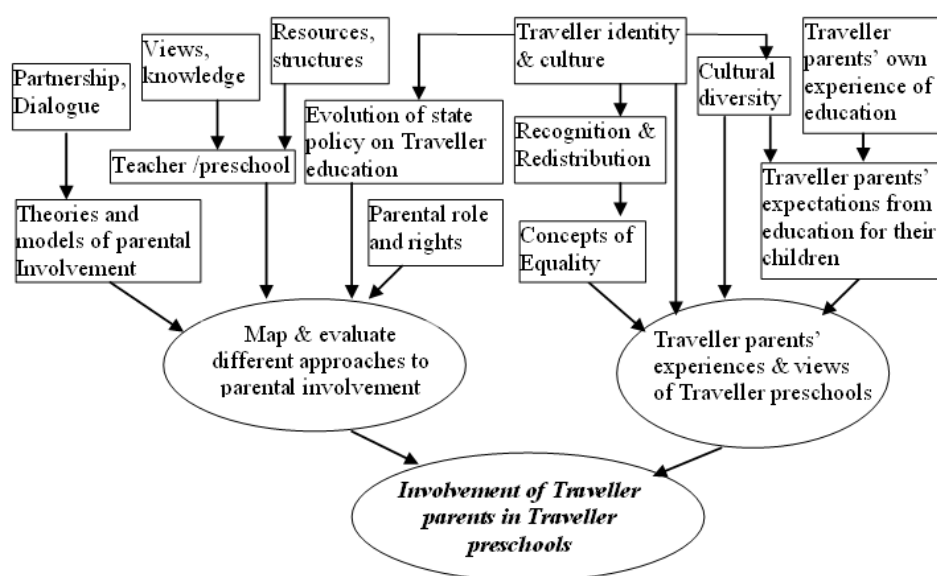 Partnership,
Dialogue
Views,
knowledge
Resources,
structures
Traveller identity
& culture
Cultural
diversity
Traveller
parents' own
experience of
education
Teacher /preschool
Evolution of state
policy on Traveller
education
Recognition &
Redistribution
Theories and
models of parental
Involvement
Parental role
and rights
Concepts of
Equality
Traveller parents'
expectations from
education for their
children
Map & evaluate
different approaches to
parental involvement
Traveller parents'
experiences & views
of Traveller preschools
Involvement of Traveller
parents in Traveller
preschools